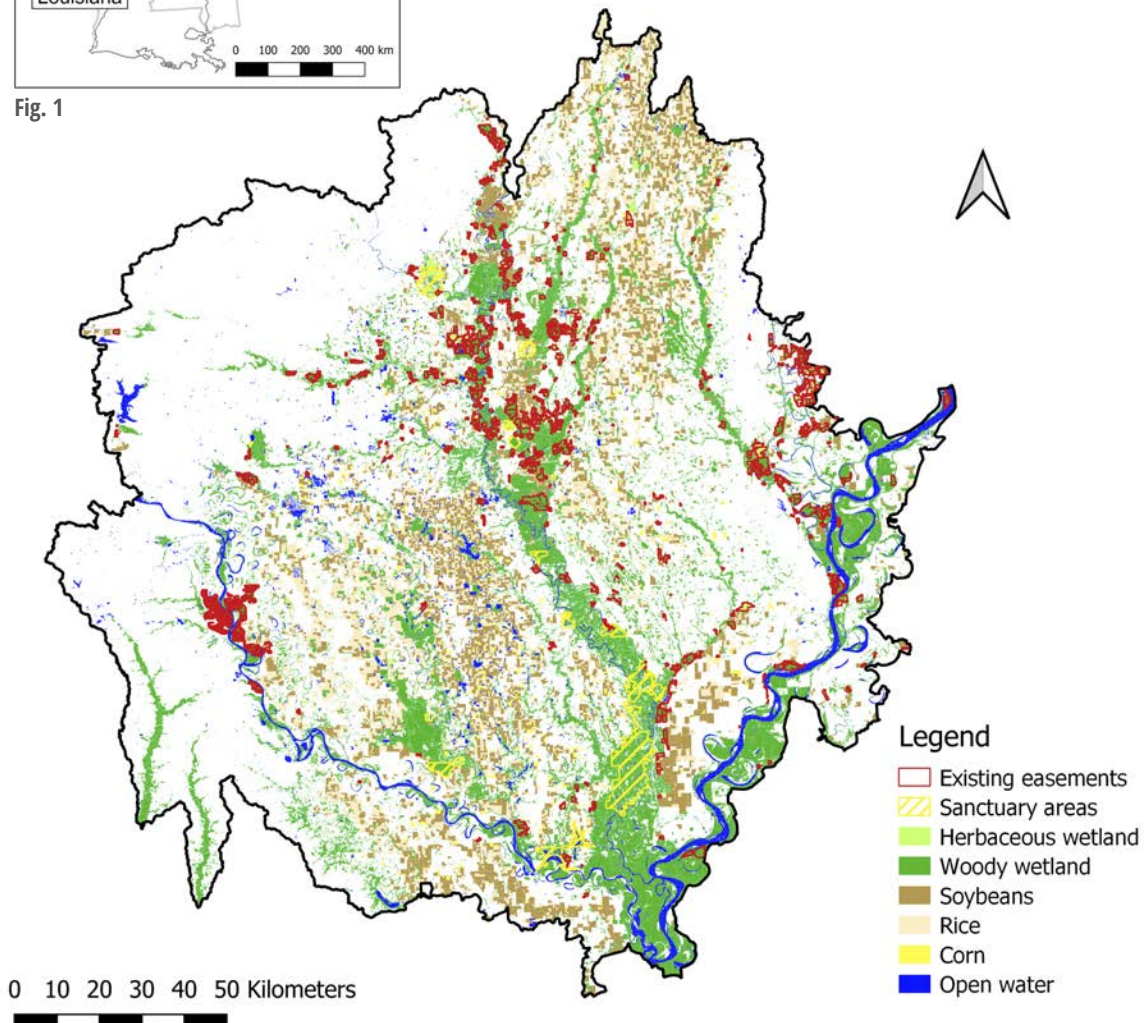 Louisiana
0 100 200 300 400 km
Fig. 1
Legend
Existing easements
Sanctuary areas
Herbaceous wetland
Woody wetland
Soybeans
Rice
Corn
Open water
0 10 20 30 40 50 Kilometers